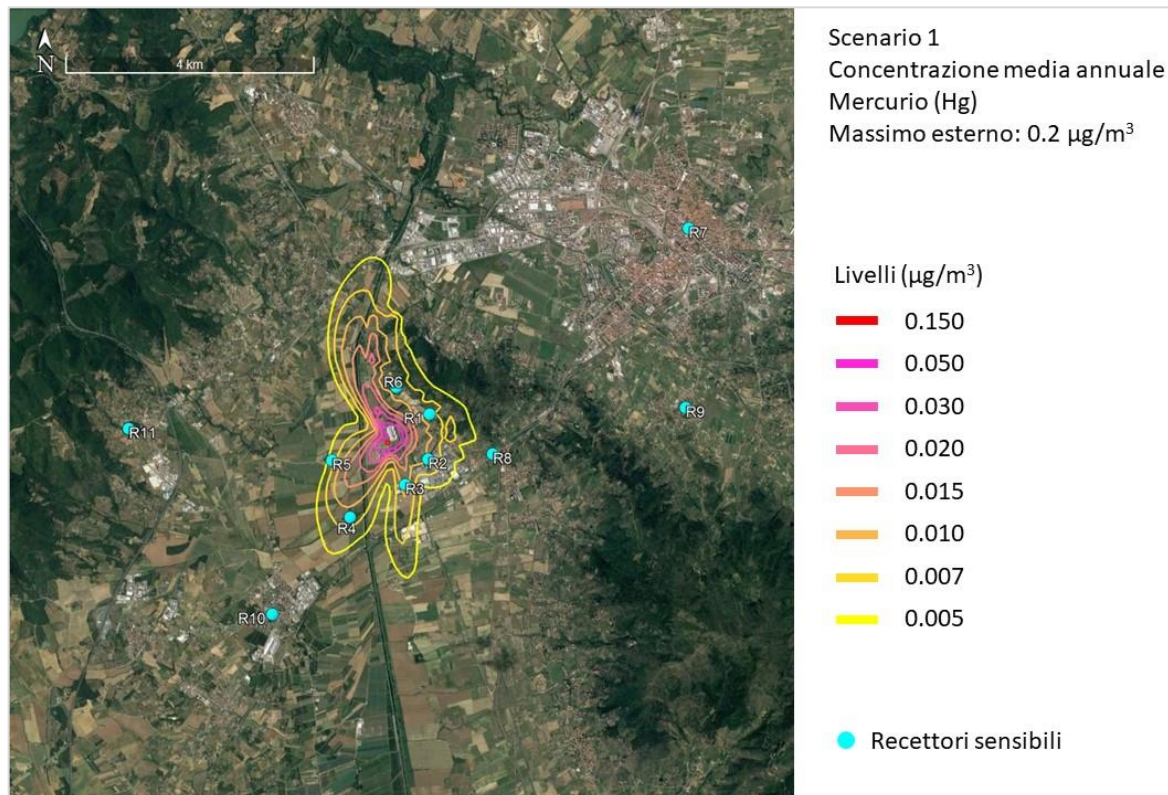 Scenario 1
Concentrazione media annuale
Mercurio (Hg)
Massimo esterno: 0.2 µg/m³
N
4 km
R7
R6
R1
R9
R11
R5
R2
R8
R3
R4
R10
Livelli (µg/m³)
0.150
0.050
0.030
0.020
0.015
0.010
0.007
0.005
Recettori sensibili